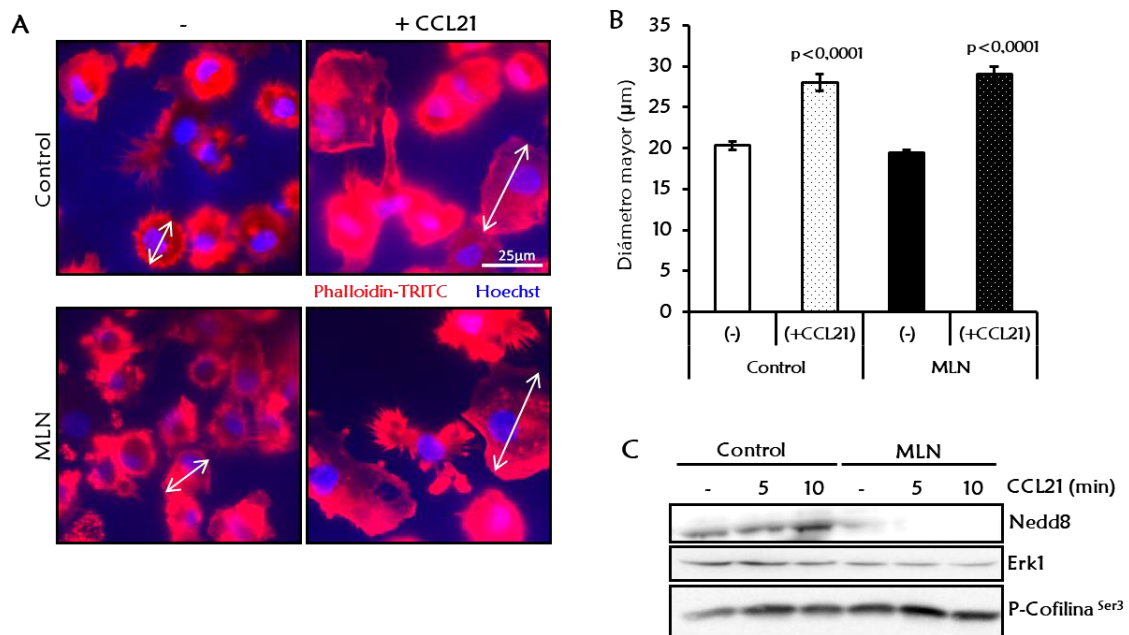 A
- + CCL21
Control
25µm
Phalloidin-TRITC Hoechst
MLN
B
Diámetro mayor (µm)
35
30
25
20
15
10
5
0
p<0,0001 p<0,0001
(-) (+CCL21) (-) (+CCL21)
Control MLN
C
Control MLN
- 5 10 - 5 10 CCL21 (min)
Nedd8
Erk1
P-Cofilina Ser3